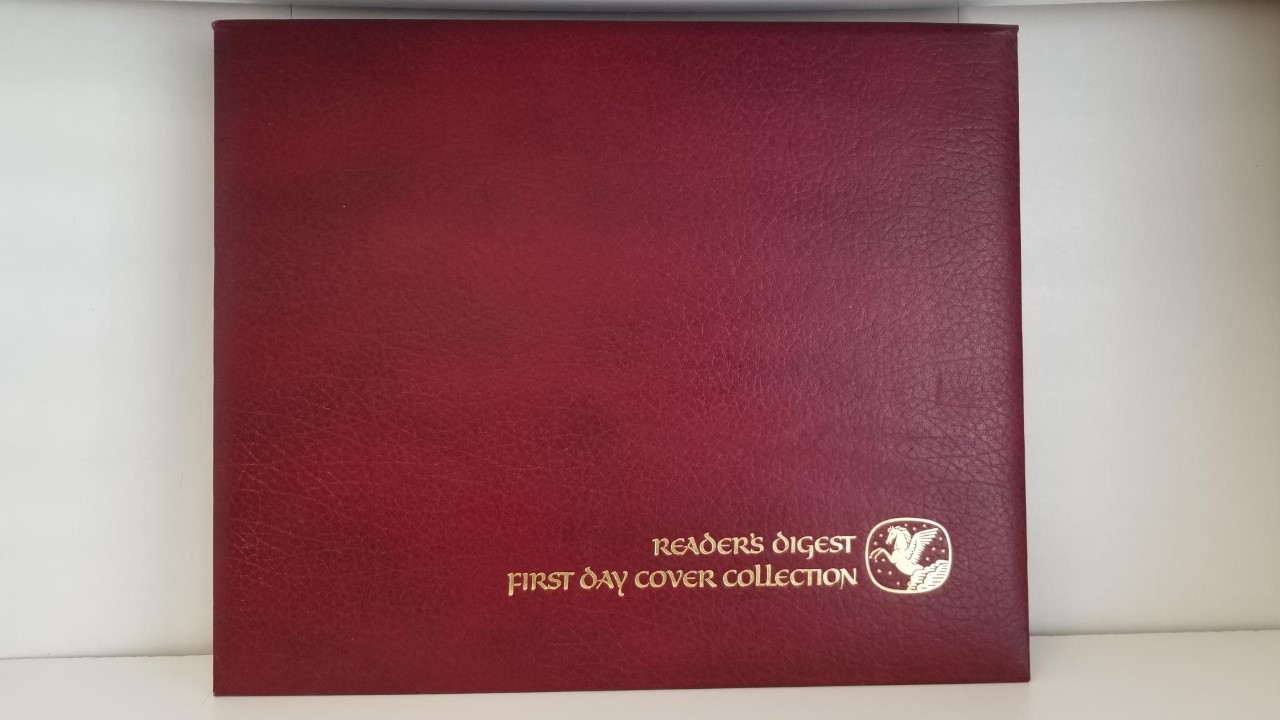 READER'S DIGEST
FIRST DAY COVER COLLECTION